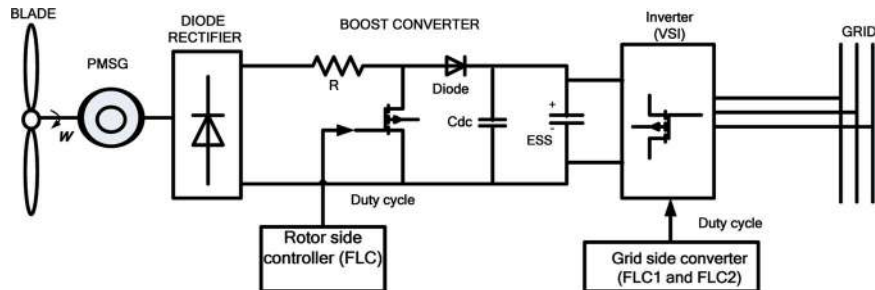 BLADE
PMSG
DIODE
RECTIFIER
BOOST CONVERTER
Inverter
(VSI)
GRID
W
R
Diode
Cdc
+
ESS
-
Duty cycle
Duty cycle
Rotor side
controller (FLC)
Grid side converter
(FLC1 and FLC2)